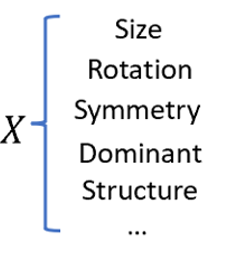 Size
Rotation
Symmetry
X
Dominant
Structure
...